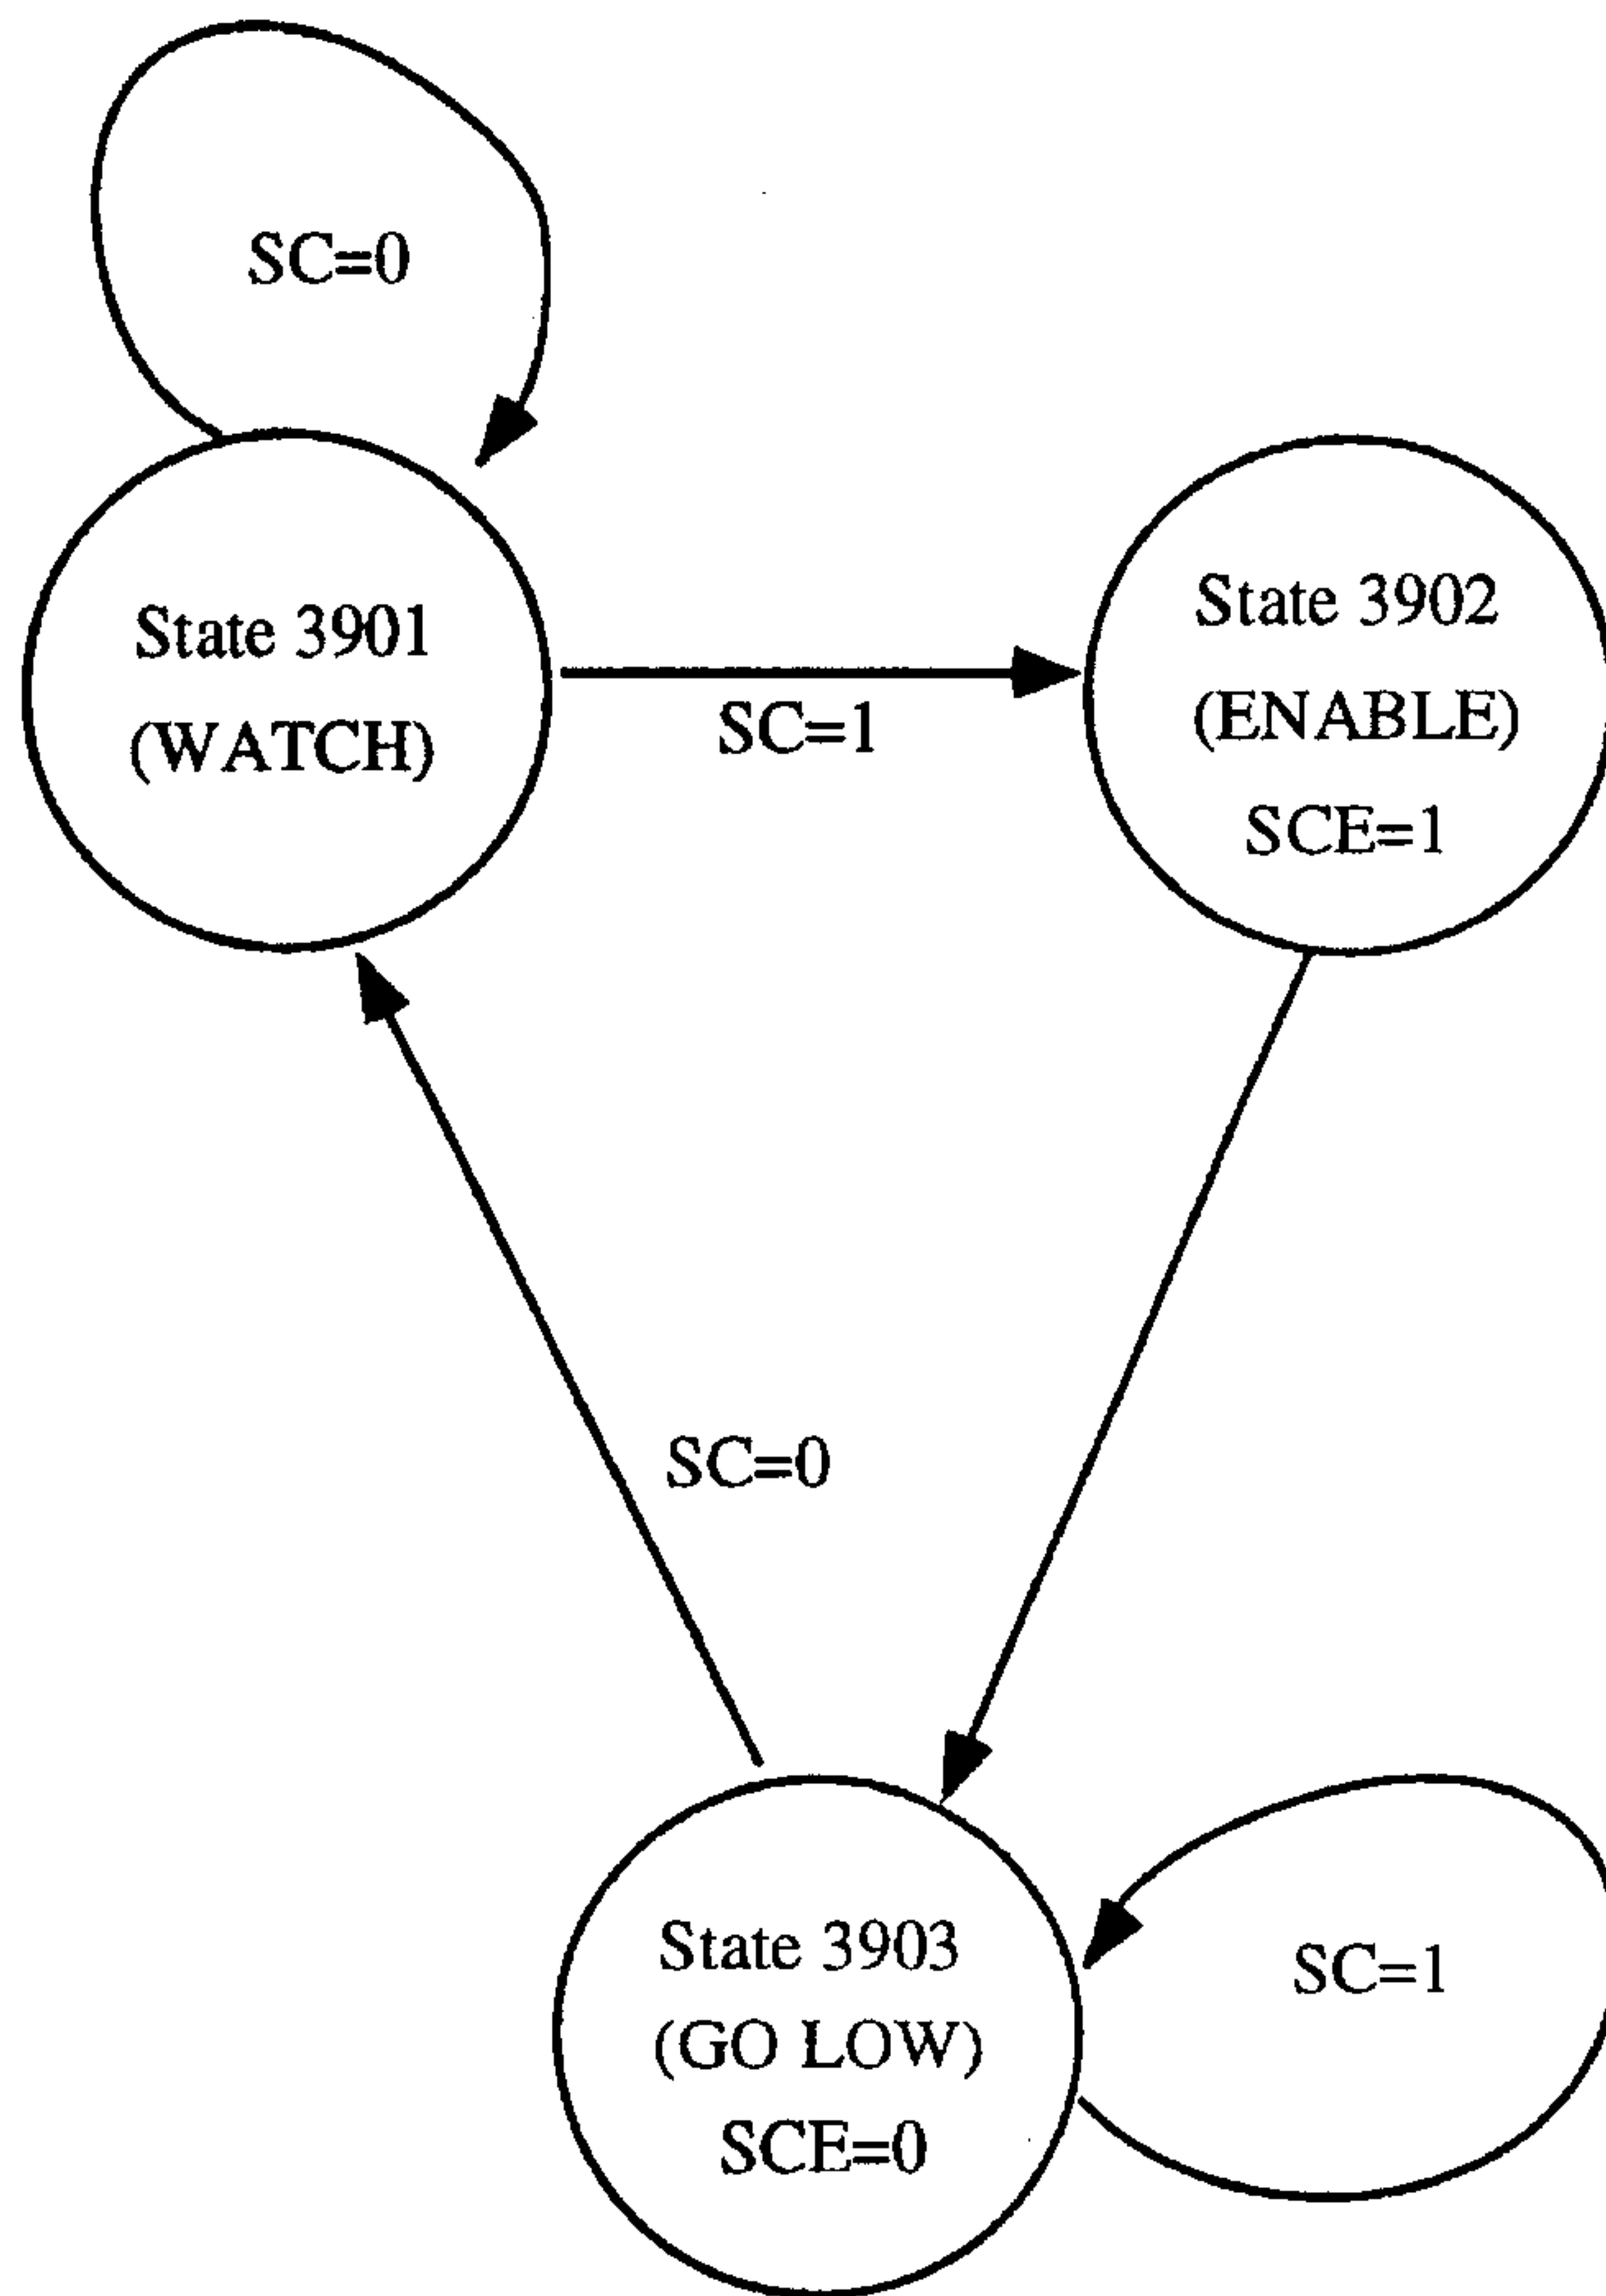 SC=0
State 3901
(WATCH)
SC=1
State 3902
(ENABLE)
SCE=1
SC=0
State 3903
(GO LOW)
SCE=0
SC=1